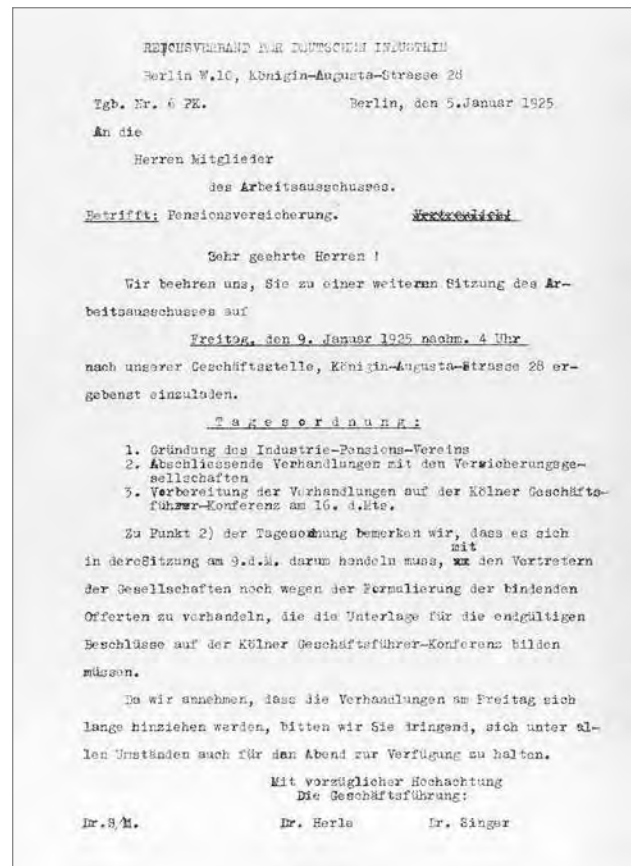 REICHSVERBAND DER DEUTSCHEN INDUSTRIE
Berlin W.10, Königin-Augusta-Strasse 28
Tgb. Nr. 6 PK. Berlin, den 5.Januar 1925
An die
Herren Mitglieder
des Arbeitsausschusses.
Betrifft: Pensionsversicherung. Vertraulich!
Sehr geehrte Herren !
Wir beehren uns, Sie zu einer weiteren Sitzung des Ar-
beitsausschusses auf
Freitag, den 9. Januar 1925 nachm. 4 Uhr
nach unserer Geschäftsstelle, Königin-Augusta-Strasse 28 er-
gebenst einzuladen.
Tagesordnung:
1. Gründung des Industrie-Pensions-Vereins
2. Abschliessende Verhandlungen mit den Versicherungsge-
sellschaften
3. Vorbereitung der Verhandlungen auf der Kölner Geschäfts-
führer-Konferenz am 16. d.Mts.
Zu Punkt 2) der Tagesordnung bemerken wir, dass es sich
mit
in der Sitzung am 9.d.M. darum handeln muss, xx den Vertretern
der Gesellschaften noch wegen der Formulierung der bindenden
Offerten zu verhandeln, die die Unterlage für die endgültigen
Beschlüsse auf der Kölner Geschäftsführer-Konferenz bilden
müssen.
Da wir annehmen, dass die Verhandlungen am Freitag sich
lange hinziehen werden, bitten wir Sie dringend, sich unter al-
len Umständen auch für den Abend zur Verfügung zu halten.
Mit vorzüglicher Hochachtung
Die Geschäftsführung:
Dr.S/M. Dr. Herle Dr. Singer